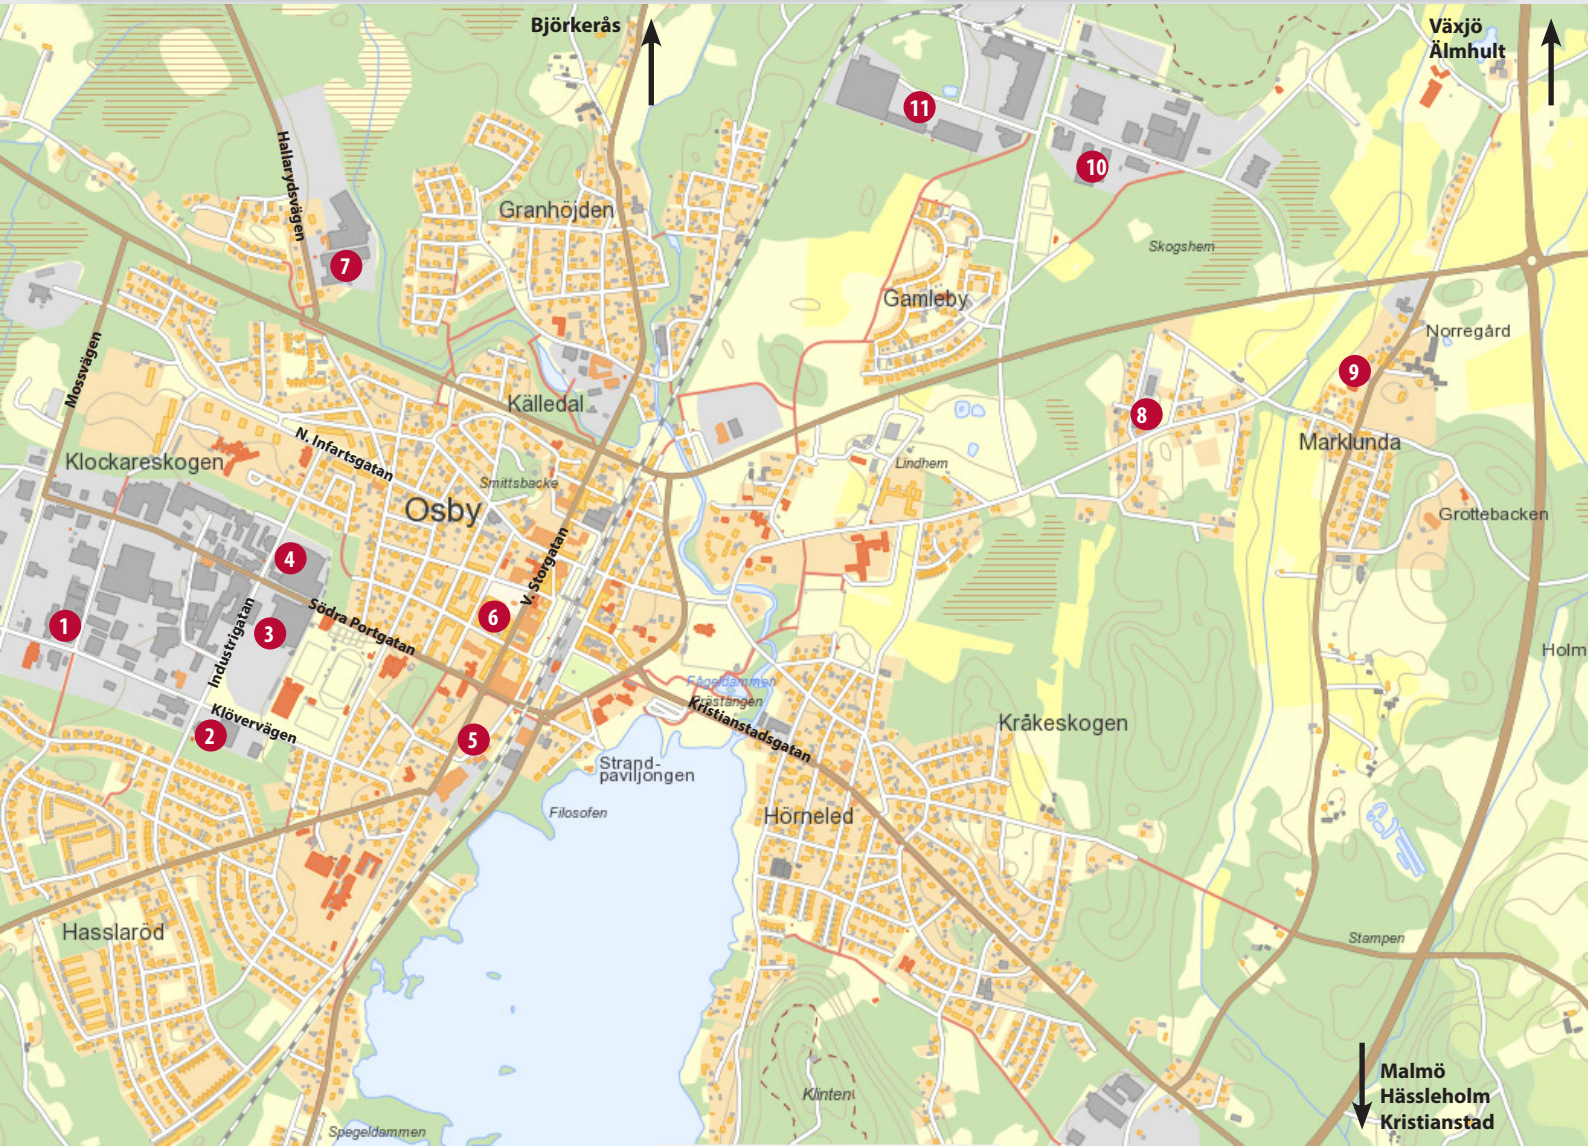 Björkerås
Växjö
Älmhult
11
10
Hallarydsvägen
Granhöjden
Skogshem
7
Gamleby
Norregård
Mossvägen
9
Källedal
8
Marklunda
N. Infartsgatan
Klockareskogen
Lindhem
Smittsbacke
Osby
Grottebacken
V. Storgatan
4
Södra Portgatan
6
1
3
Industrigatan
Holm
Fågeldammen
Grästången
Kristianstadsgatan
Klövervägen
Kråkeskogen
2
5
Strand-
paviljongen
Filosofen
Hörneled
Hasslaröd
Stampen
Klinten
Malmö
Hässleholm
Kristianstad
Spegeldammen